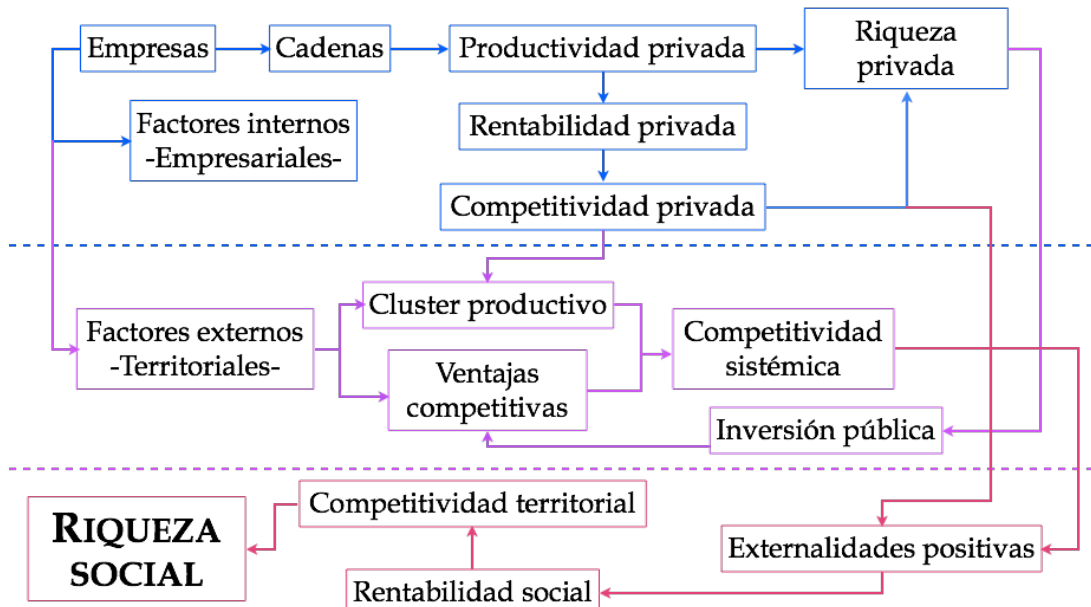 Empresas
Cadenas
Productividad privada
Riqueza
privada
Factores internos
-Empresariales-
Rentabilidad privada
Competitividad privada
Factores externos
-Territoriales-
Cluster productivo
Ventajas
competitivas
Competitividad
sistémica
Inversión pública
RIQUEZA
SOCIAL
Competitividad territorial
Externalidades positivas
Rentabilidad social